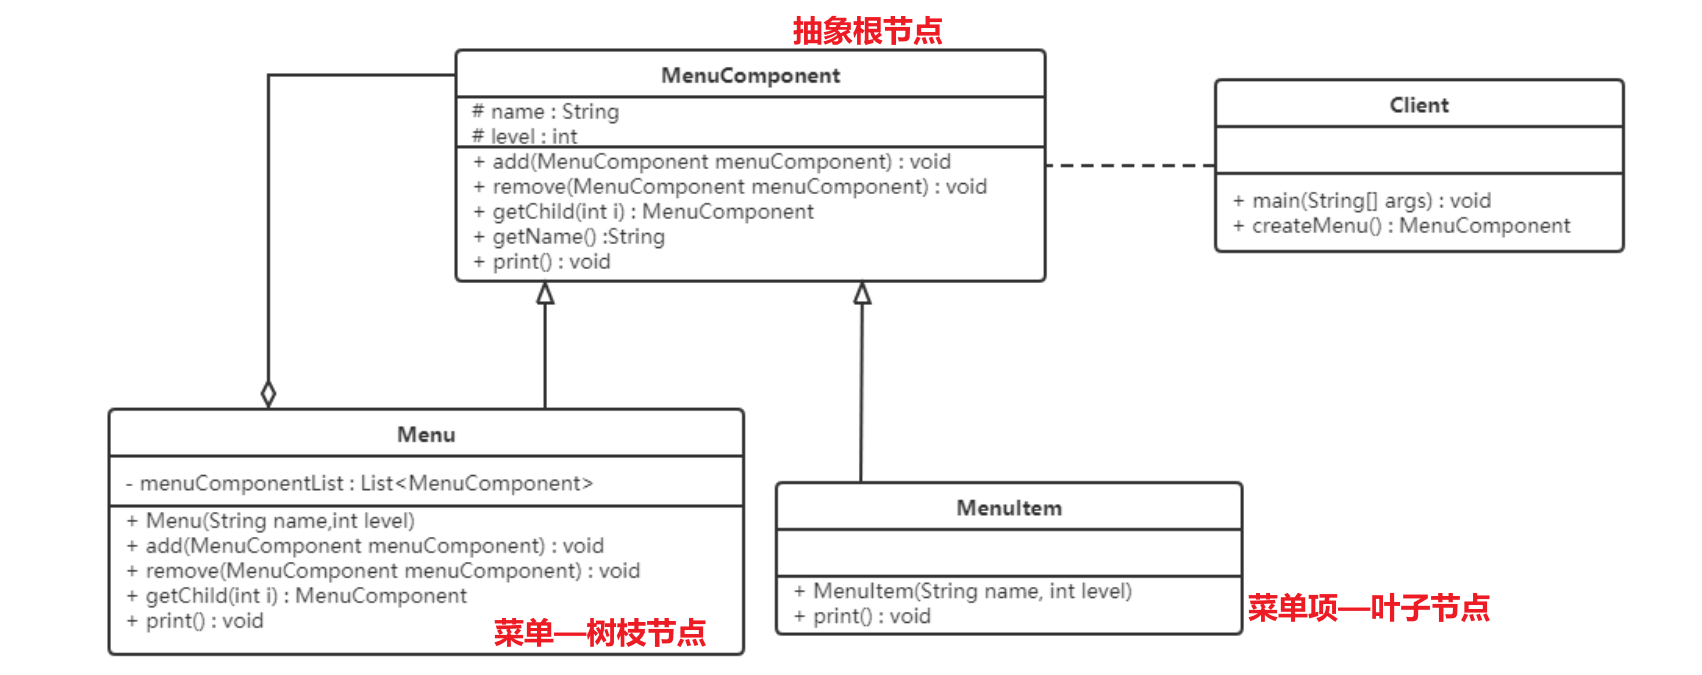 抽象根节点
MenuComponent
# name : String
# level : int
+ add(MenuComponent menuComponent) : void
+ remove(MenuComponent menuComponent) : void
+ getChild(int i) : MenuComponent
+ getName() :String
+ print() : void
Client
+ main(String[] args) : void
+ createMenu() : MenuComponent
Menu
- menuComponentList : List<MenuComponent>
+ Menu(String name,int level)
+ add(MenuComponent menuComponent) : void
+ remove(MenuComponent menuComponent) : void
+ getChild(int i) : MenuComponent
+ print() : void
菜单—树枝节点
MenuItem
+ MenuItem(String name, int level)
+ print() : void
菜单项—叶子节点